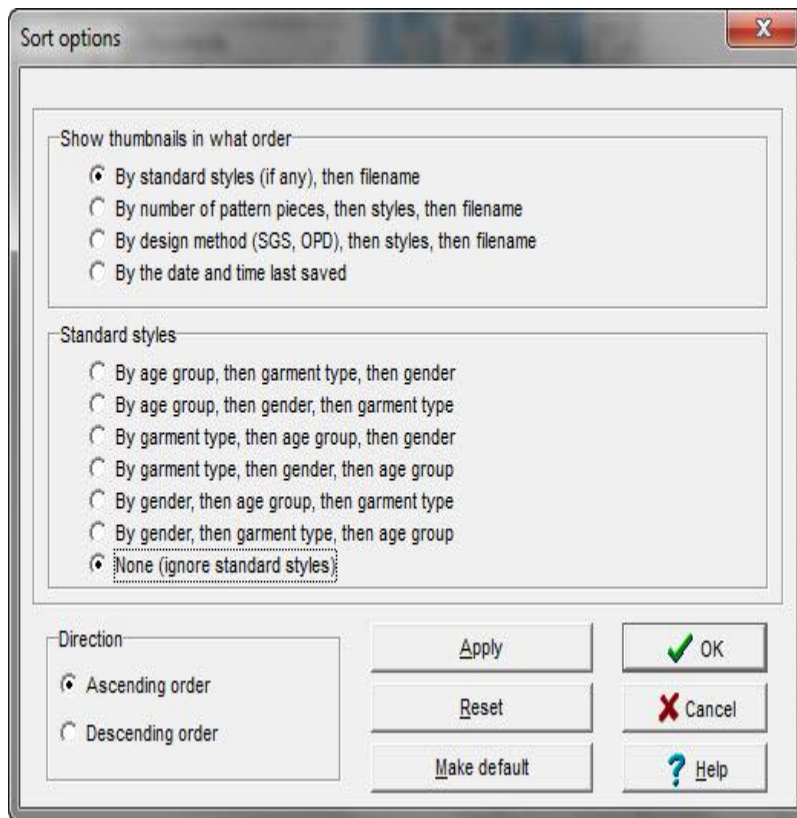 Sort options
X
Show thumbnails in what order
By standard styles (if any), then filename
By number of pattern pieces, then styles, then filename
By design method (SGS, OPD), then styles, then filename
By the date and time last saved
Standard styles
By age group, then garment type, then gender
By age group, then gender, then garment type
By garment type, then age group, then gender
By garment type, then gender, then age group
By gender, then age group, then garment type
By gender, then garment type, then age group
None (ignore standard styles)
Direction
Ascending order
Descending order
Apply
Reset
Make default
OK
Cancel
? Help